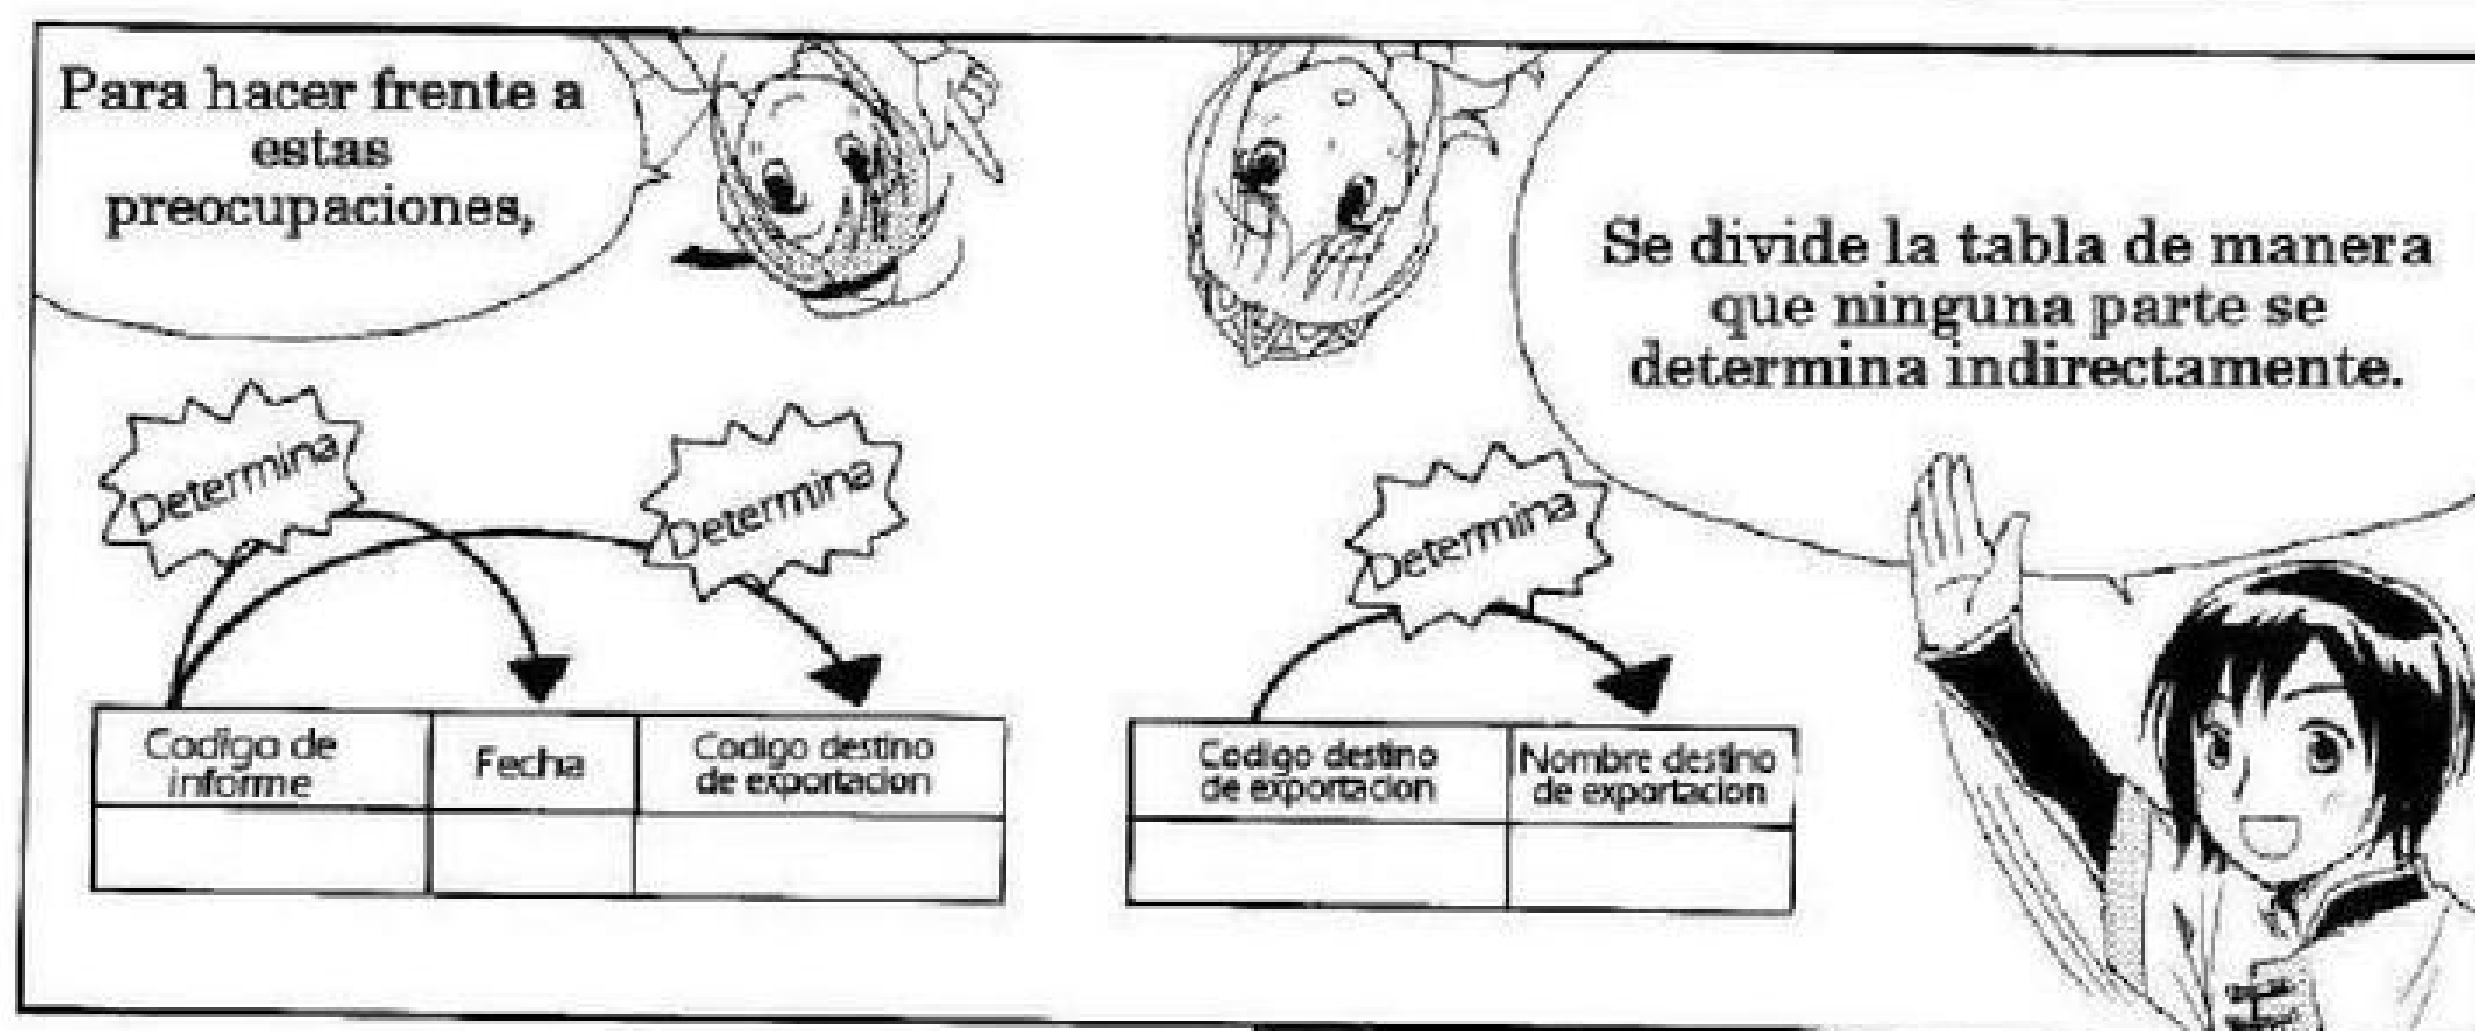 Para hacer frente a
estas
preocupaciones,
Se divide la tabla de manera
que ninguna parte se
determina indirectamente.
Determina
Determina
Determina
Codigo de
informe
Fecha
Codigo destino
de exportacion
Codigo destino
de exportacion
Nombre destino
de exportacion